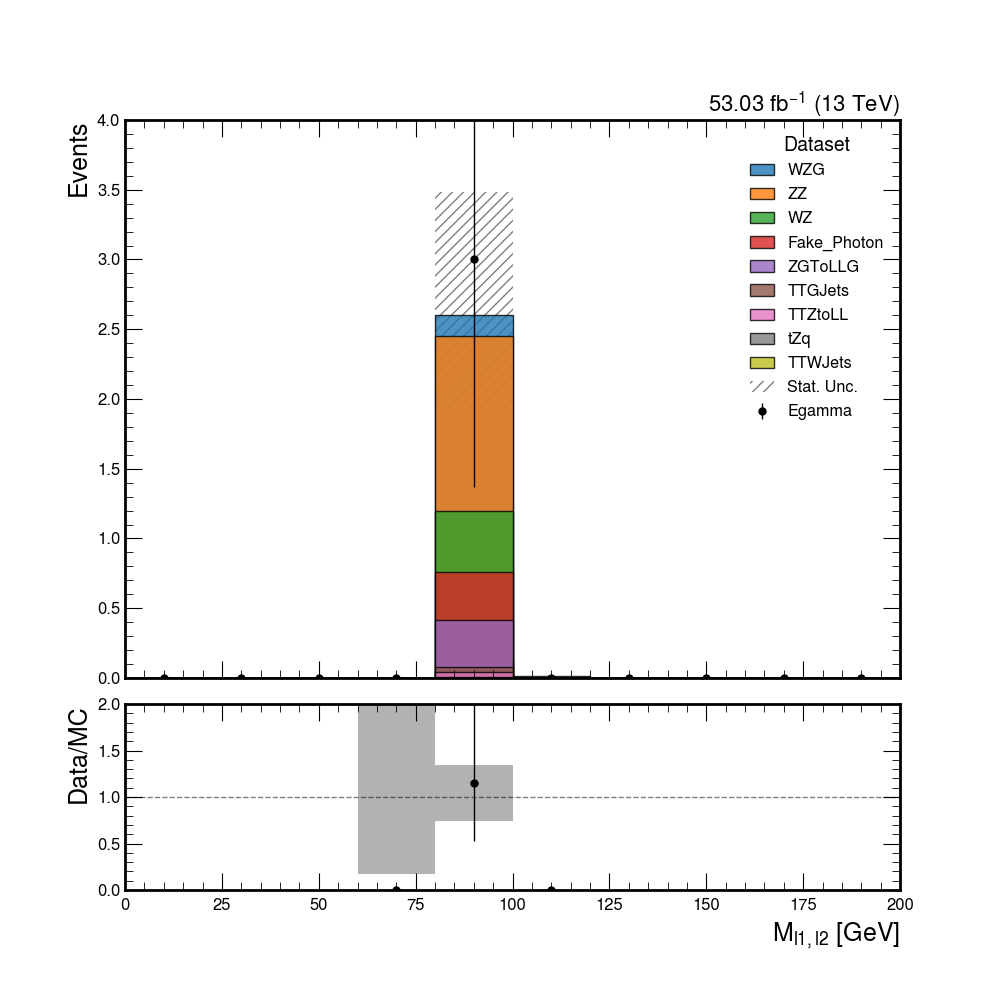 53.03 fb⁻¹ (13 TeV)
Events
4.0
3.5
3.0
2.5
2.0
1.5
1.0
0.5
0.0
Dataset
WZG
ZZ
WZ
Fake_Photon
ZGToLLG
TTGJets
TTZtoLL
tZq
TTWJets
Stat. Unc.
Egamma
Data/MC
2.0
1.5
1.0
0.5
0.0
0 25 50 75 100 125 150 175 200
M_{l1, l2} [GeV]